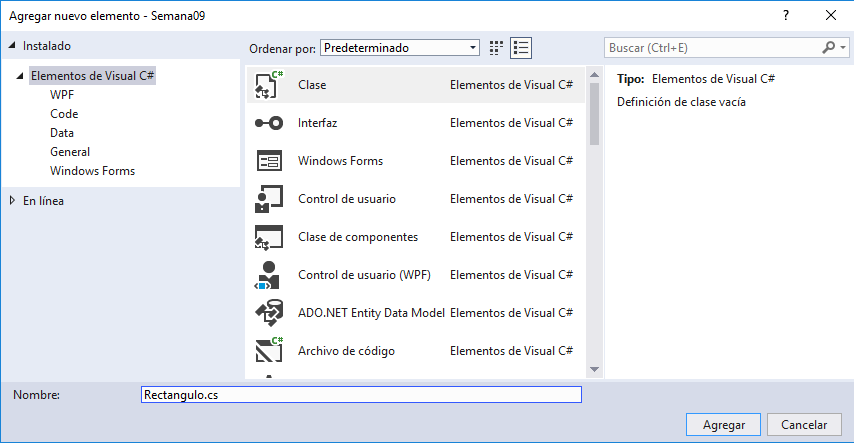 Agregar nuevo elemento - Semana09
Instalado
Ordenar por: Predeterminado
Buscar (Ctrl+E)
Elementos de Visual C#
WPF
Code
Data
General
Windows Forms
En línea
C# Clase Elementos de Visual C#
Interfaz Elementos de Visual C#
Windows Forms Elementos de Visual C#
Control de usuario Elementos de Visual C#
Clase de componentes Elementos de Visual C#
Control de usuario (WPF) Elementos de Visual C#
ADO.NET Entity Data Model Elementos de Visual C#
C# Archivo de código Elementos de Visual C#
Tipo: Elementos de Visual C#
Definición de clase vacía
Nombre: Rectangulo.cs
Agregar Cancelar